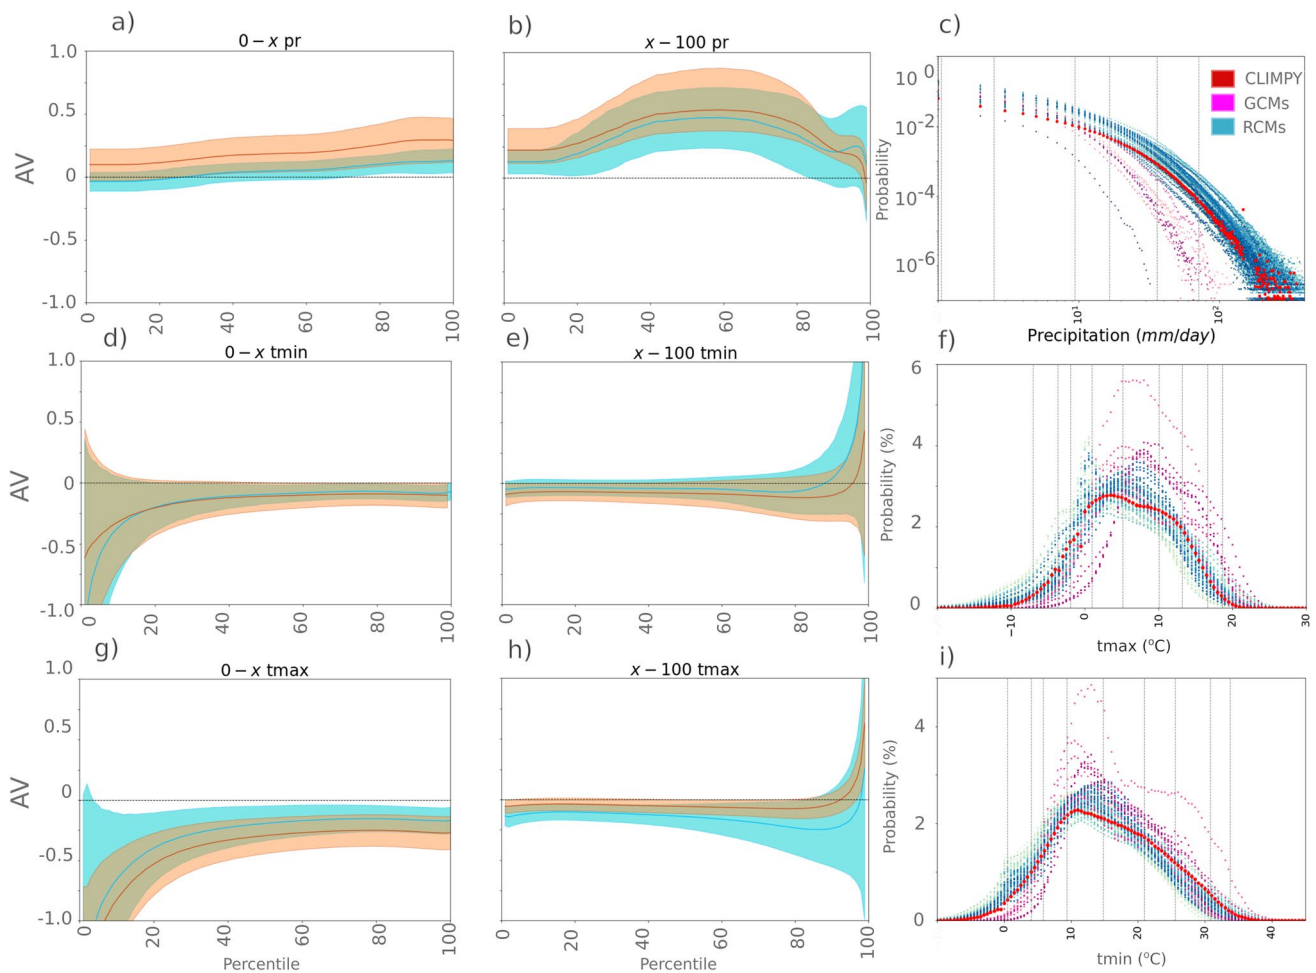 a)
0 – x pr
1.0
0.5
0
-0.5
-1.0
AV
0
20
40
60
80
100
b)
x – 100 pr
0
20
40
60
80
100
c)
10⁰
10⁻²
10⁻⁴
10⁻⁶
Probability
CLIMPY
GCMs
RCMs
10¹
10²
Precipitation (mm/day)
d)
0 – x tmin
1.0
0.5
0
-0.5
-1.0
AV
0
20
40
60
80
100
e)
x – 100 tmin
0
20
40
60
80
100
f)
6
4
2
0
Probability (%)
−10
0
10
20
30
tmax (°C)
g)
0 – x tmax
1.0
0.5
0
-0.5
-1.0
AV
0
20
40
60
80
100
Percentile
h)
x – 100 tmax
0
20
40
60
80
100
Percentile
i)
4
2
0
Probability (%)
0
10
20
30
40
tmin (°C)